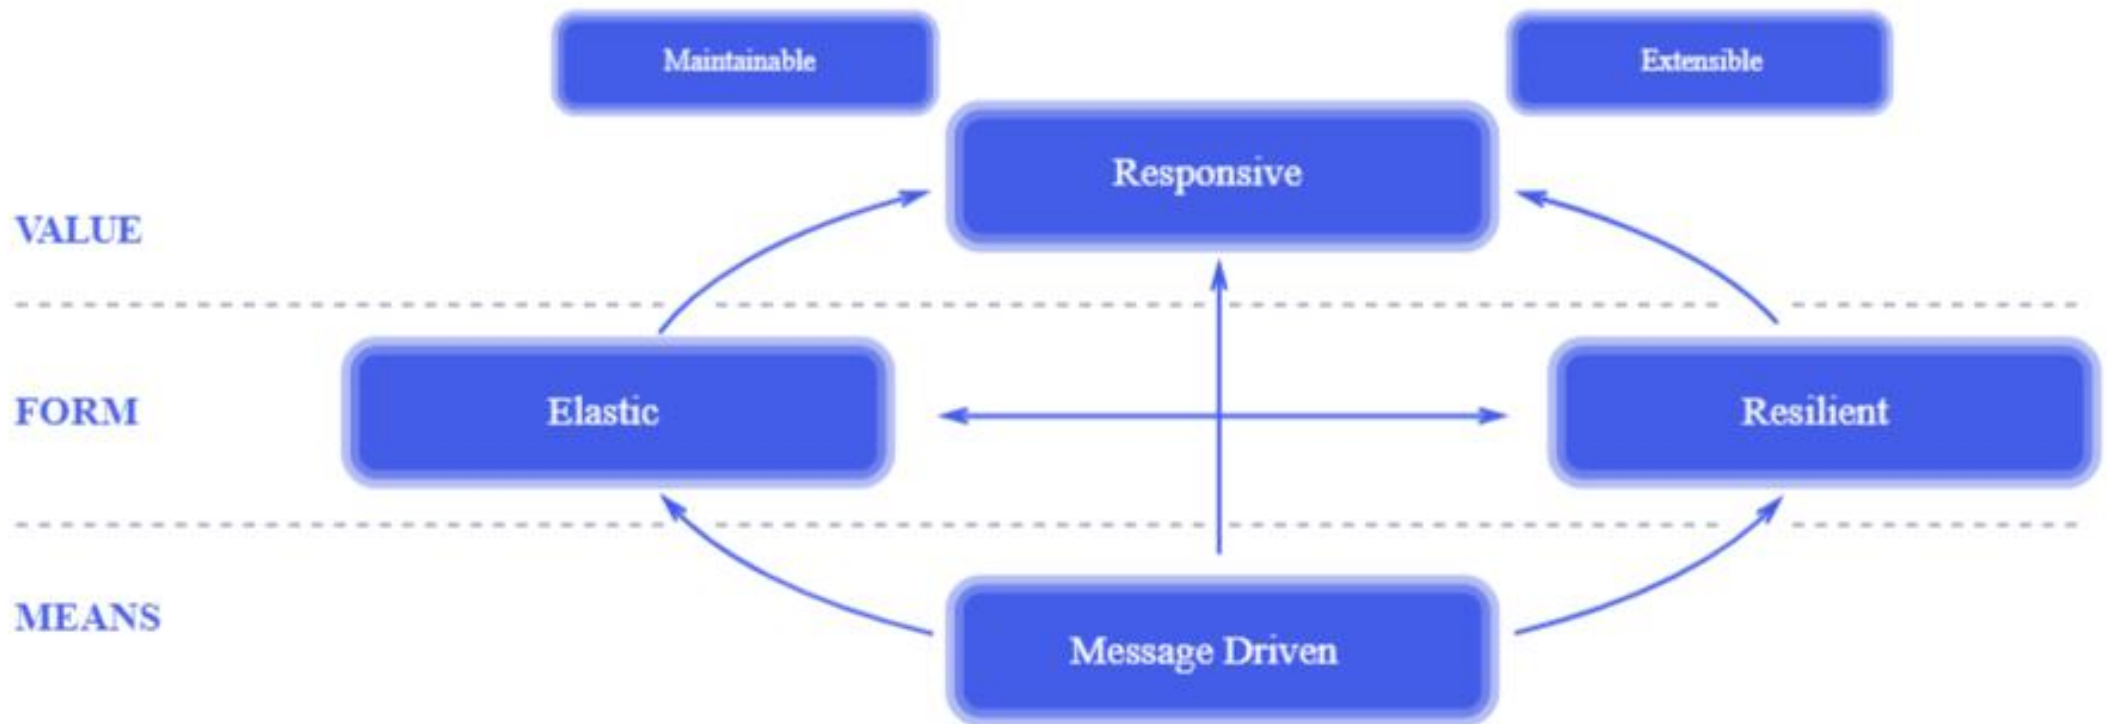 Maintainable
Extensible
Responsive
VALUE
FORM
Elastic
Resilient
MEANS
Message Driven